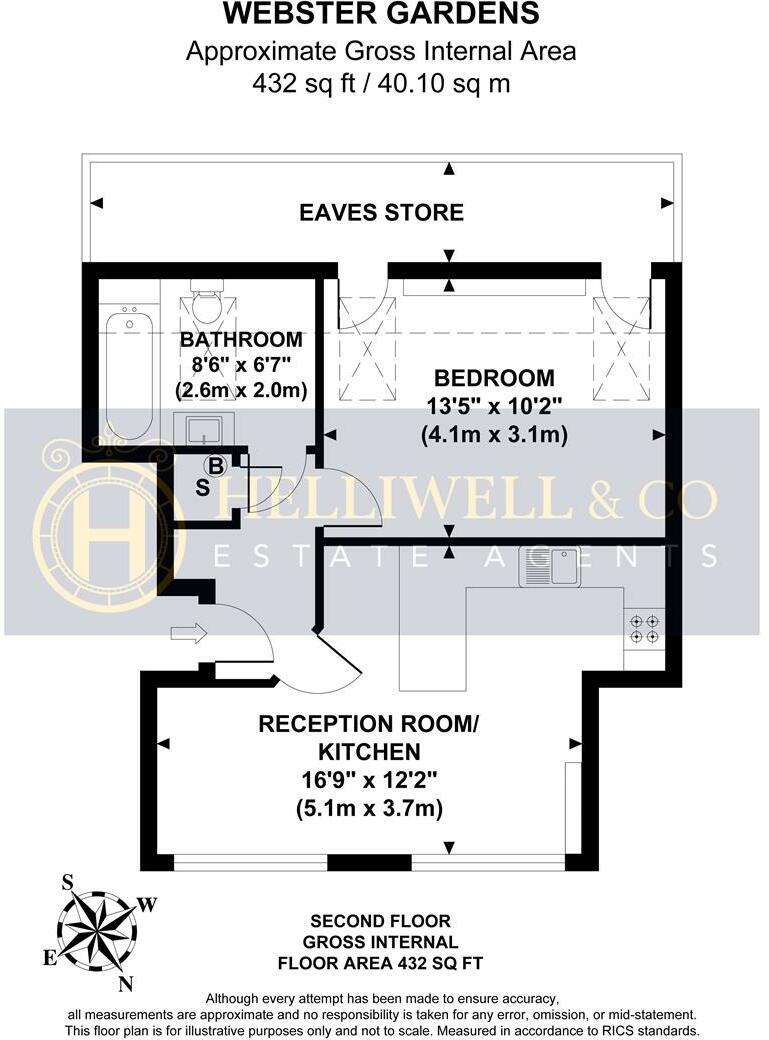 WEBSTER GARDENS
Approximate Gross Internal Area
432 sq ft / 40.10 sq m
EAVES STORE
BATHROOM
8'6" x 6'7"
(2.6m x 2.0m)
BEDROOM
13'5" x 10'2"
(4.1m x 3.1m)
B
S
H
HELLIWELL & CO
ESTATE AGENTS
RECEPTION ROOM/
KITCHEN
16'9" x 12'2"
(5.1m x 3.7m)
S
W
E
N
SECOND FLOOR
GROSS INTERNAL
FLOOR AREA 432 SQ FT
Although every attempt has been made to ensure accuracy,
all measurements are approximate and no responsibility is taken for any error, omission, or mid-statement.
This floor plan is for illustrative purposes only and not to scale. Measured in accordance to RICS standards.